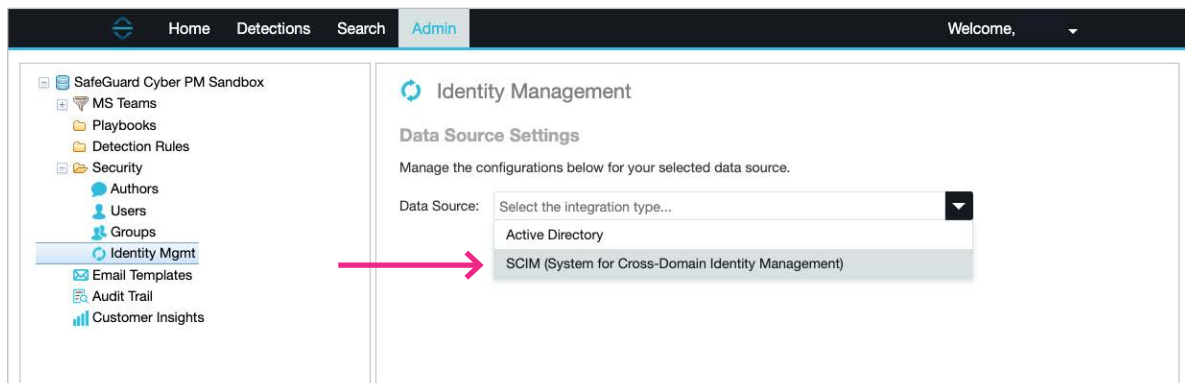 Home Detections Search Admin Welcome,
SafeGuard Cyber PM Sandbox
MS Teams
Playbooks
Detection Rules
Security
Authors
Users
Groups
Identity Mgmt
Email Templates
Audit Trail
Customer Insights
Identity Management
Data Source Settings
Manage the configurations below for your selected data source.
Data Source: Select the integration type...
Active Directory
SCIM (System for Cross-Domain Identity Management)